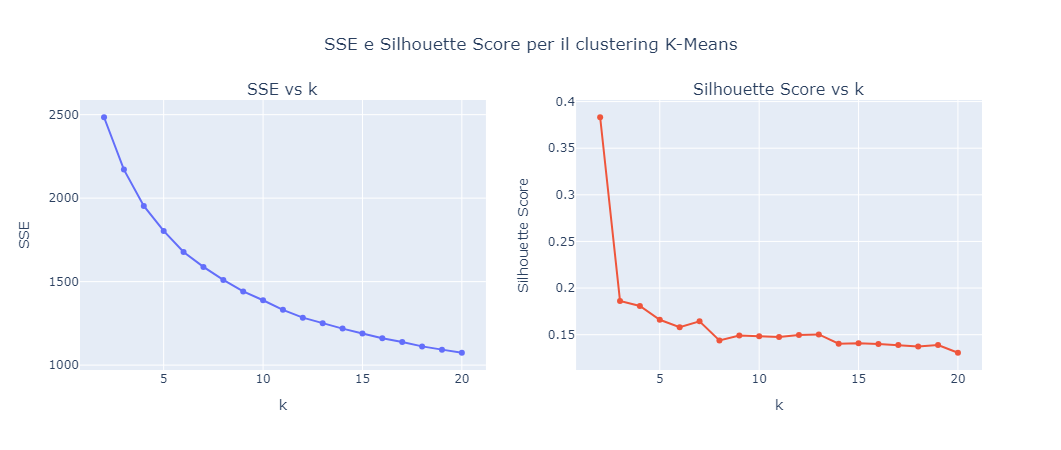 SSE e Silhouette Score per il clustering K-Means
SSE vs k
2500
2000
1500
1000
SSE
5
10
15
20
k
Silhouette Score vs k
0.4
0.35
0.3
0.25
0.2
0.15
Silhouette Score
5
10
15
20
k